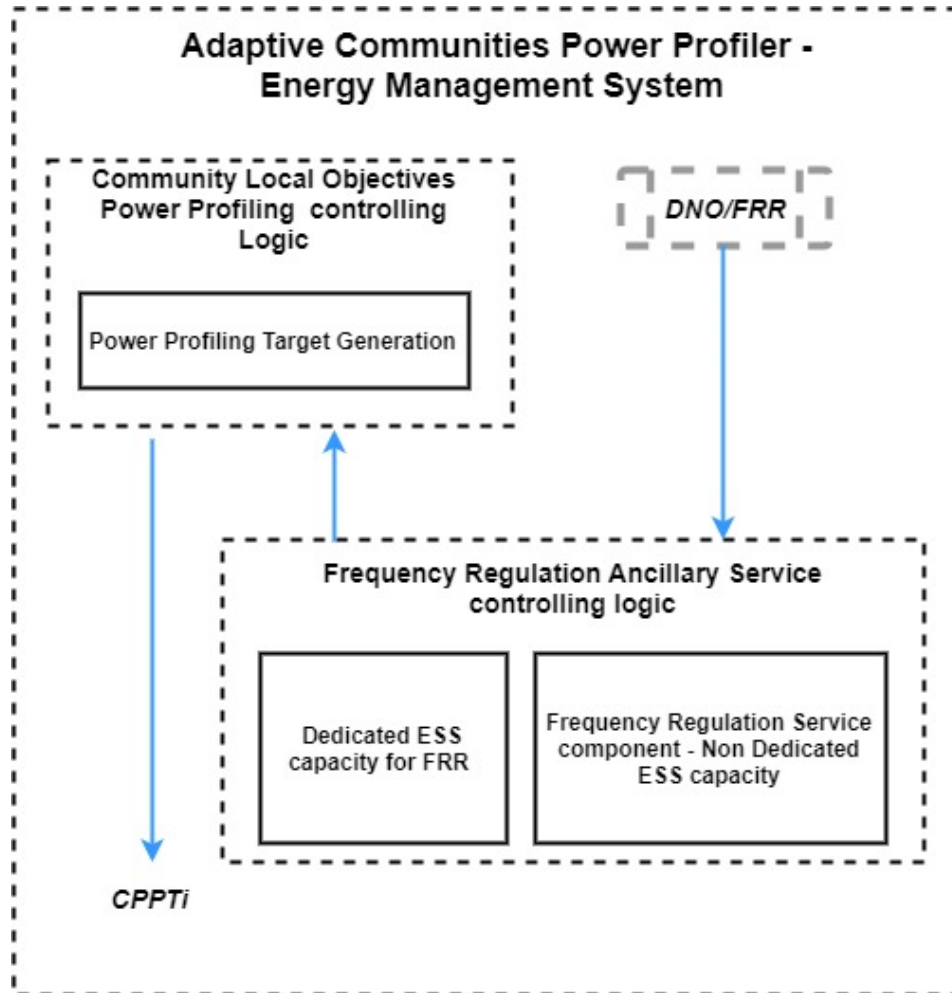 Adaptive Communities Power Profiler -
Energy Management System
Community Local Objectives
Power Profiling controlling
Logic
Power Profiling Target Generation
DNO/FRR
Frequency Regulation Ancillary Service
controlling logic
Dedicated ESS
capacity for FRR
Frequency Regulation Service
component - Non Dedicated
ESS capacity
CPPTi